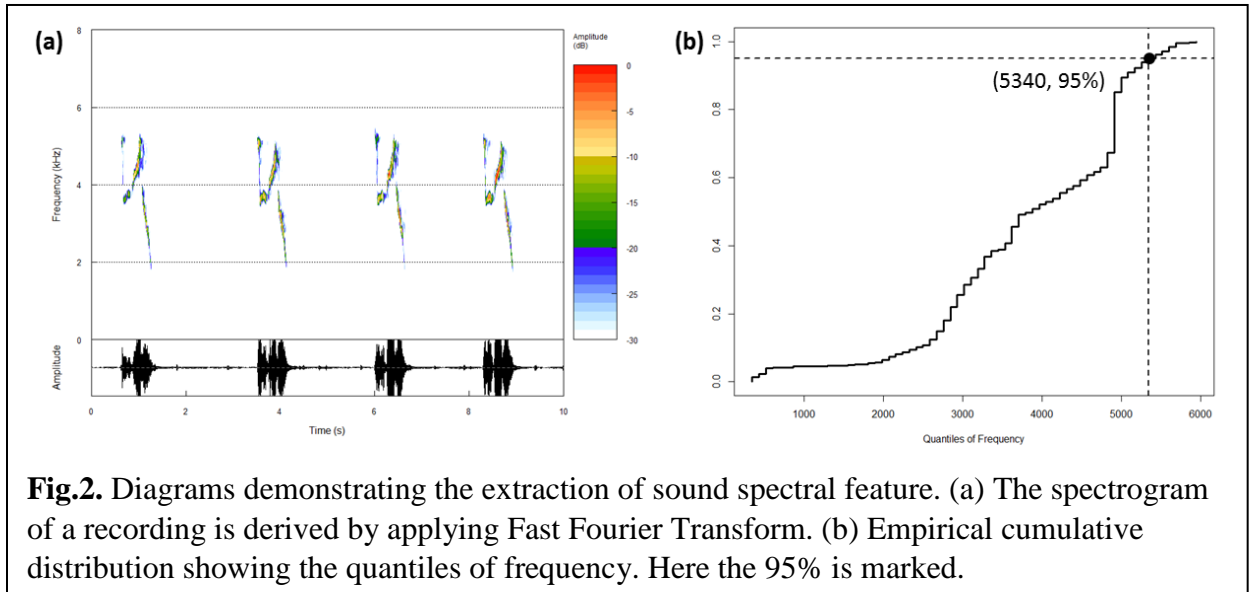 (a)
8
6
4
2
0
Frequency (kHz)
Amplitude
0
2
4
6
8
10
Time (s)
Amplitude
(dB)
0
-5
-10
-15
-20
-25
-30
(b)
1.0
0.8
0.6
0.4
0.2
0.0
(5340, 95%)
1000
2000
3000
4000
5000
6000
Quantiles of Frequency
Fig.2. Diagrams demonstrating the extraction of sound spectral feature. (a) The spectrogram
of a recording is derived by applying Fast Fourier Transform. (b) Empirical cumulative
distribution showing the quantiles of frequency. Here the 95% is marked.